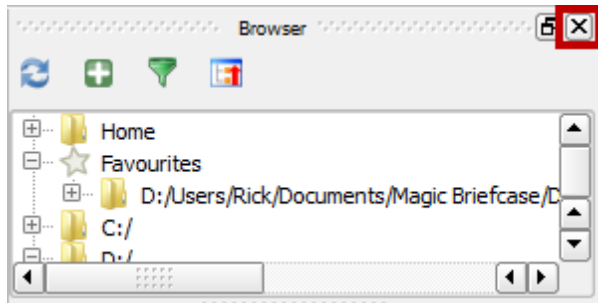 Browser
Home
Favourites
D:/Users/Rick/Documents/Magic Briefcase/D
C:/
D:/